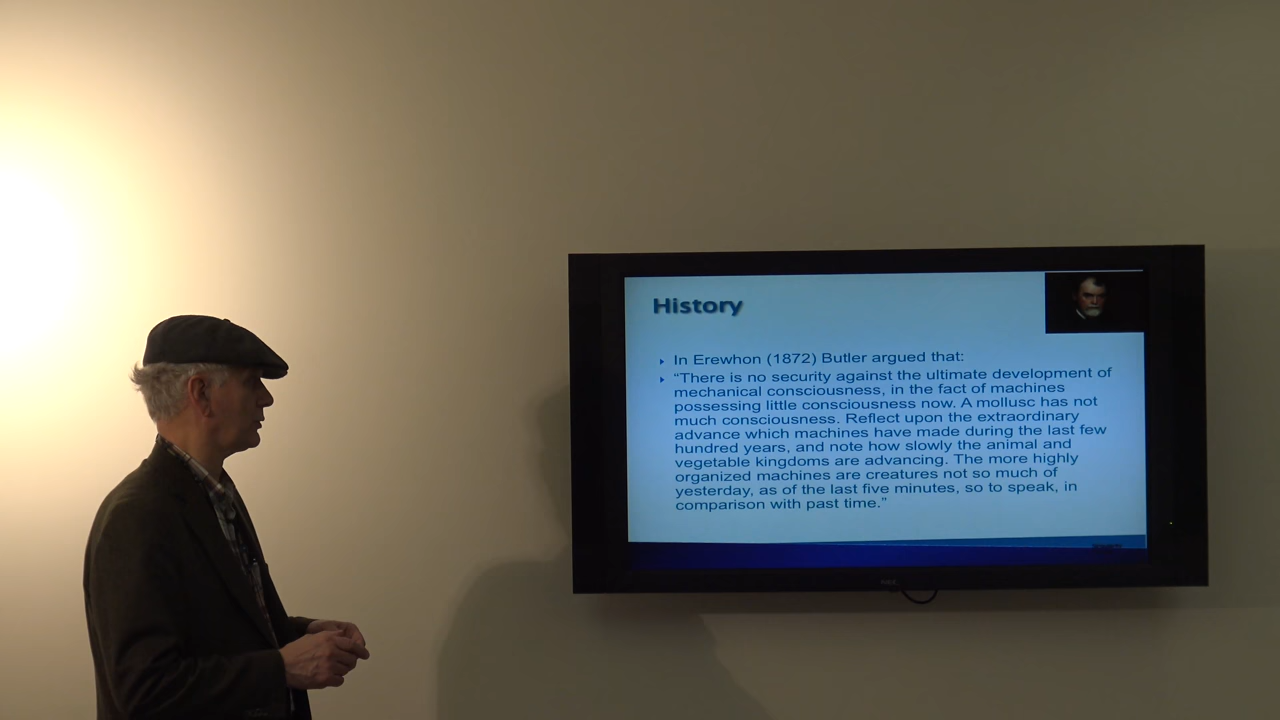 History
In Erewhon (1872) Butler argued that:
“There is no security against the ultimate development of
mechanical consciousness, in the fact of machines
possessing little consciousness now. A mollusc has not
much consciousness. Reflect upon the extraordinary
advance which machines have made during the last few
hundred years, and note how slowly the animal and
vegetable kingdoms are advancing. The more highly
organized machines are creatures not so much of
yesterday, as of the last five minutes, so to speak, in
comparison with past time.”
NEC